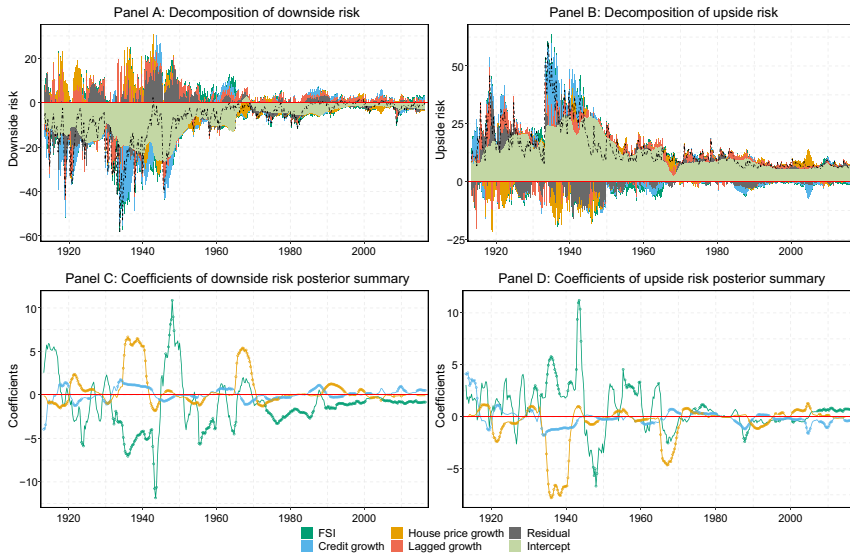 Panel A: Decomposition of downside risk
Panel B: Decomposition of upside risk
Downside risk
20
0
−20
−40
−60
1920
1940
1960
1980
2000
Upside risk
50
25
0
−25
1920
1940
1960
1980
2000
Panel C: Coefficients of downside risk posterior summary
Panel D: Coefficients of upside risk posterior summary
Coefficients
10
5
0
−5
−10
1920
1940
1960
1980
2000
Coefficients
10
5
0
−5
1920
1940
1960
1980
2000
FSI
House price growth
Residual
Credit growth
Lagged growth
Intercept